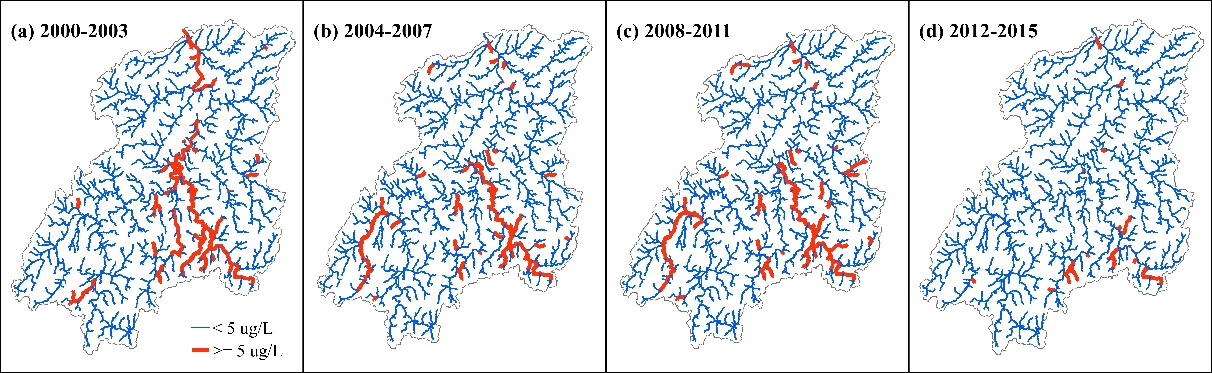 (a) 2000-2003
(b) 2004-2007
(c) 2008-2011
(d) 2012-2015
< 5 ug/L
>= 5 ug/L